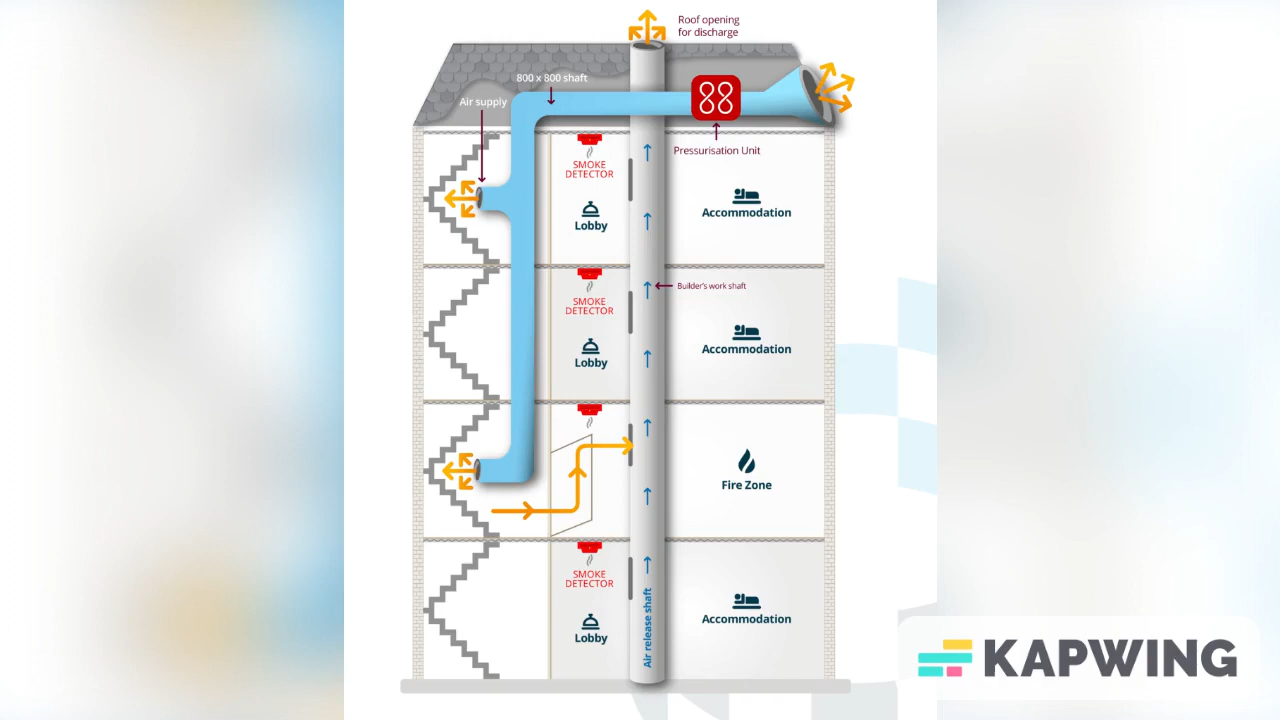 Roof opening
for discharge
800 x 800 shaft
Air supply
Pressurisation Unit
SMOKE
DETECTOR
Lobby
Accommodation
Builder's work shaft
SMOKE
DETECTOR
Lobby
Accommodation
Fire Zone
SMOKE
DETECTOR
Lobby
Accommodation
Air release shaft
KAPWING